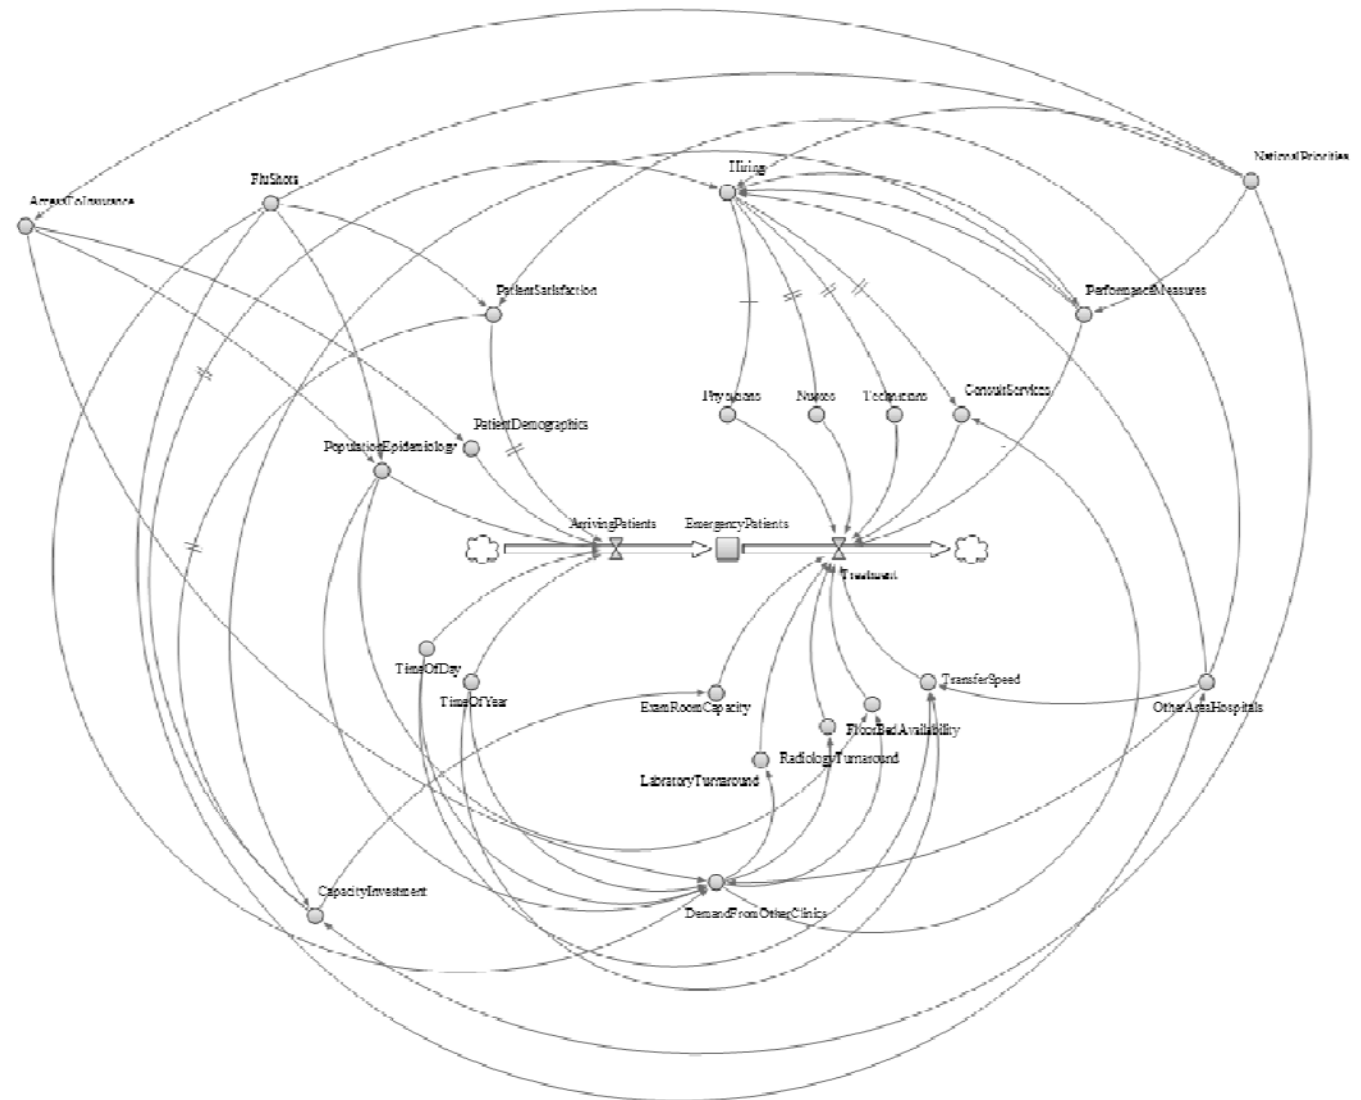 NationalPriorities
Hiring
FluShots
AccessToInsurance
PatientSatisfaction
PerformanceMeasures
Physicians
Nurses
Technicians
ConsultServices
PatientDemographics
PopulationEpidemiology
ArrivingPatients
EmergencyPatients
Treatment
TimeOfDay
TimeOfYear
ExamRoomCapacity
TransferSpeed
OtherAreaHospitals
FloorBedAvailability
RadiologyTurnaround
LabratoryTurnaround
CapacityInvestment
DemandFromOtherClinics